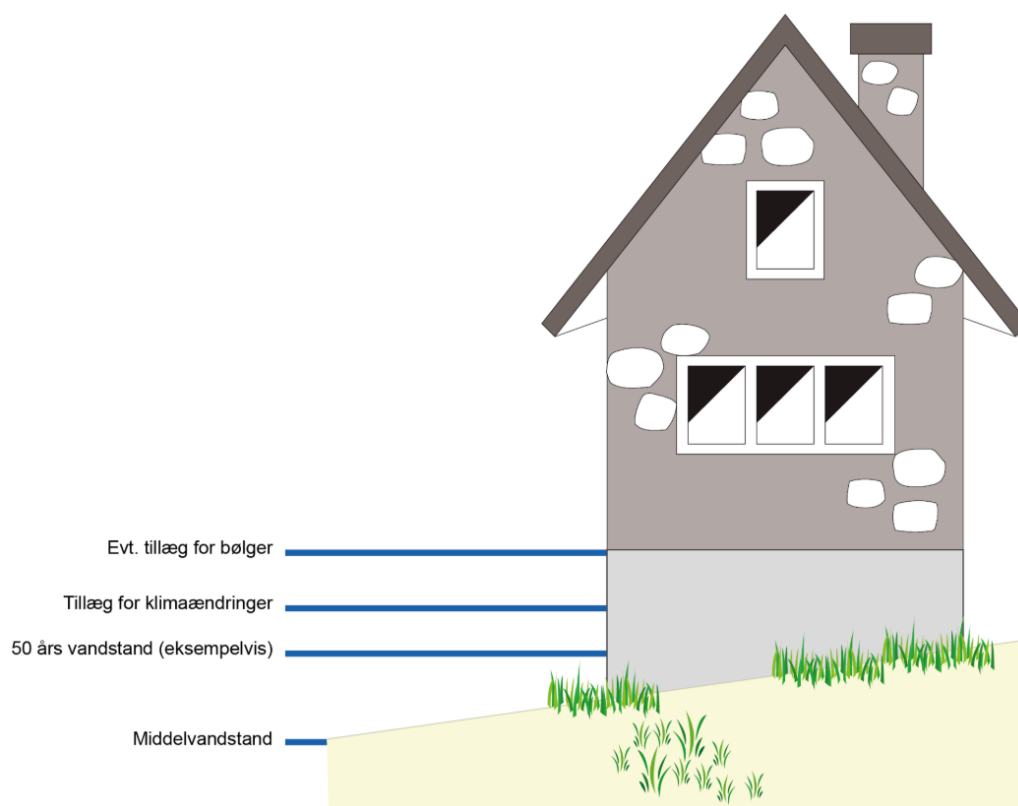 Evt. tillæg for bølger
Tillæg for klimaændringer
50 års vandstand (eksempelvis)
Middelvandstand